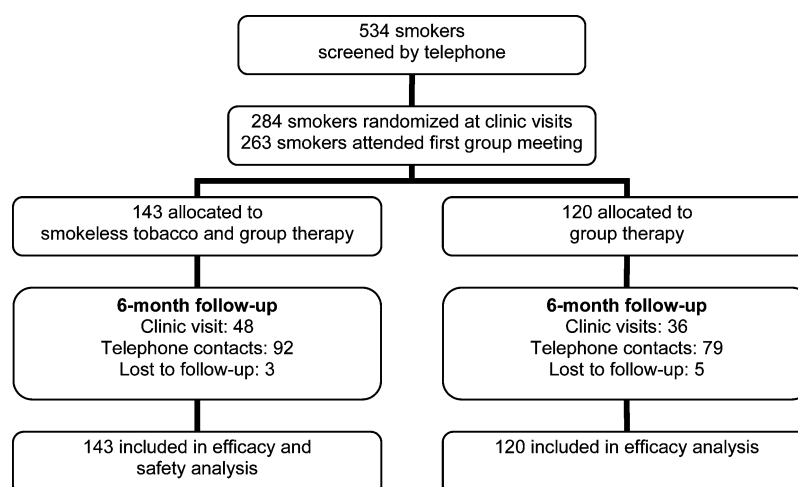 534 smokers
screened by telephone
284 smokers randomized at clinic visits
263 smokers attended first group meeting
143 allocated to
smokeless tobacco and group therapy
120 allocated to
group therapy
6-month follow-up
Clinic visit: 48
Telephone contacts: 92
Lost to follow-up: 3
6-month follow-up
Clinic visits: 36
Telephone contacts: 79
Lost to follow-up: 5
143 included in efficacy and
safety analysis
120 included in efficacy analysis